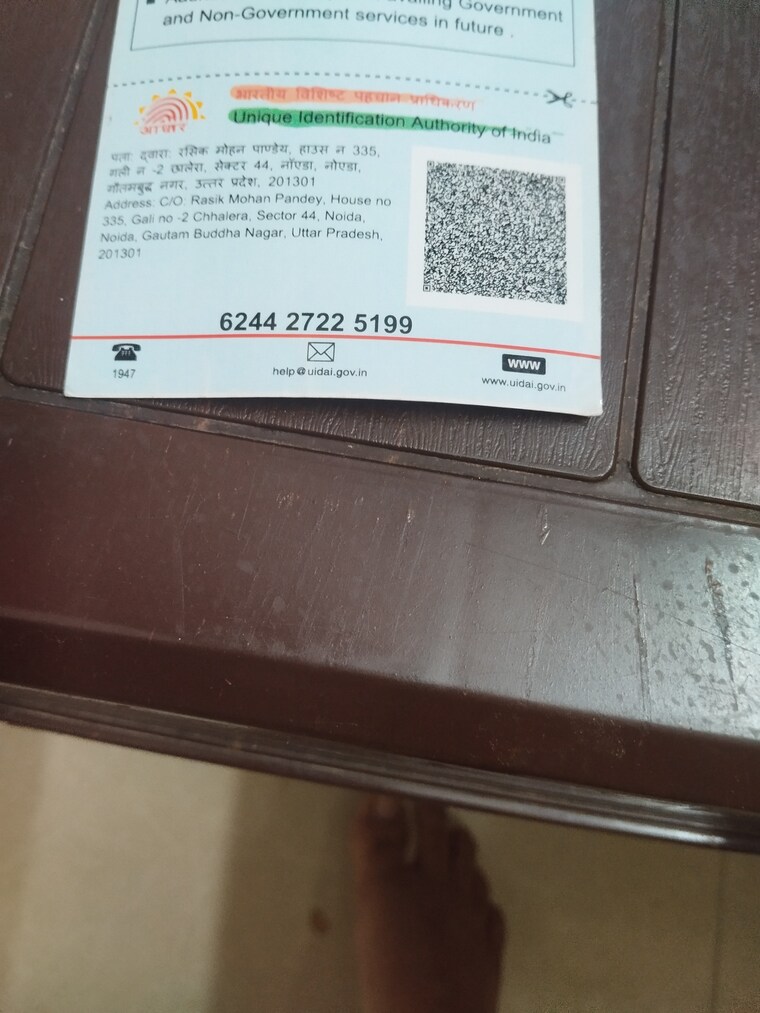 Government
and Non-Government services in future .
भारतीय विशिष्ट पहचान प्राधिकरण
Unique Identification Authority of India
आधार
पता: द्वारा: रसिक मोहन पाण्डेय, हाउस न 335,
गली न -2 छालेरा, सेक्टर 44, नॉएडा, नोएडा,
गौतमबुद्ध नगर, उत्तर प्रदेश, 201301
Address: C/O: Rasik Mohan Pandey, House no
335, Gali no -2 Chhalera, Sector 44, Noida,
Noida, Gautam Buddha Nagar, Uttar Pradesh,
201301
6244 2722 5199
1947
help@uidai.gov.in
WWW
www.uidai.gov.in